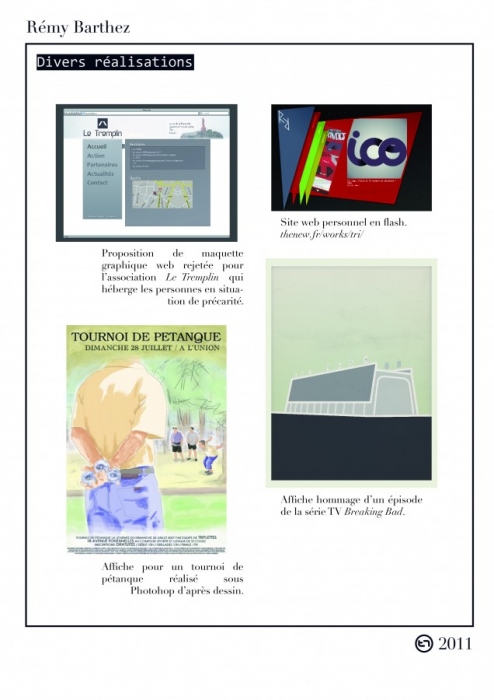 Rémy Barthez
Divers réalisations
Le Tremplin
Accueil
Action
Partenaires
Actualités
Contact
Proposition de maquette
graphique web rejetée pour
l'association Le Tremplin qui
héberge les personnes en situa-
tion de précarité.
ico
Site web personnel en flash.
thenew.fr/works/tri/
TOURNOI DE PETANQUE
DIMANCHE 28 JUILLET / A L'UNION
Affiche pour un tournoi de
pétanque réalisé sous
Photohop d'après dessin.
Affiche hommage d'un épisode
de la série TV Breaking Bad.
2011